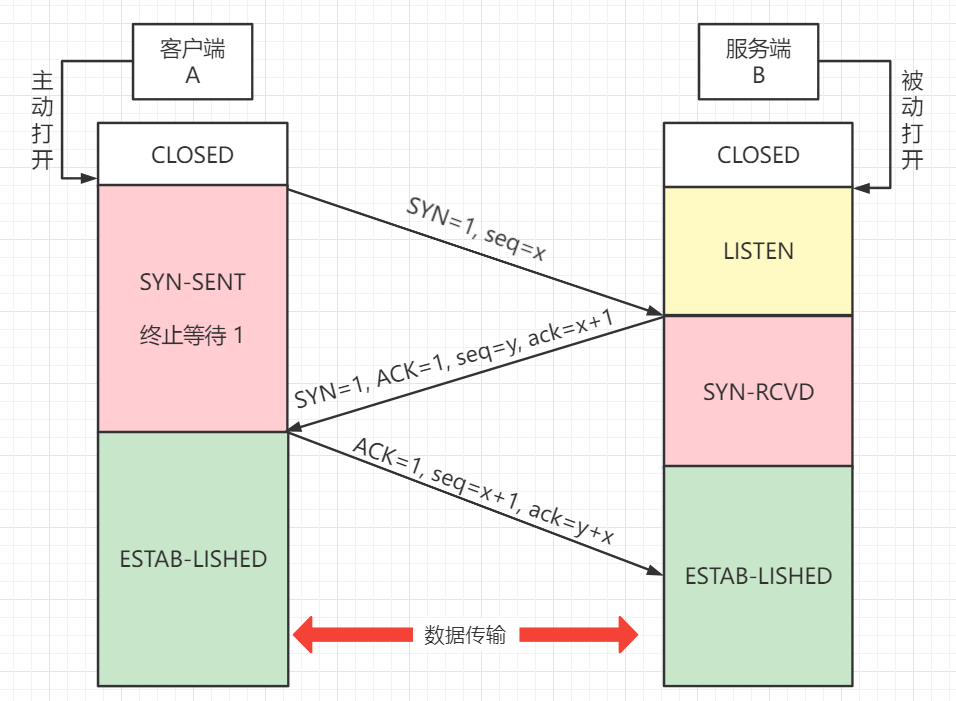 客户端
A
服务端
B
主动打开
被动打开
CLOSED
CLOSED
SYN=1, seq=x
LISTEN
SYN-SENT
终止等待 1
SYN=1, ACK=1, seq=y, ack=x+1
SYN-RCVD
ACK=1, seq=x+1, ack=y+x
ESTAB-LISHED
ESTAB-LISHED
数据传输